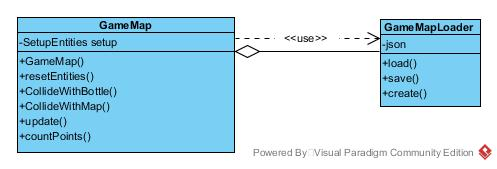 GameMap
-SetupEntities setup
+GameMap()
+resetEntities()
+CollideWithBottle()
+CollideWithMap()
+update()
+countPoints()
<<use>>
GameMapLoader
-json
+load()
+save()
+create()
Powered By Visual Paradigm Community Edition